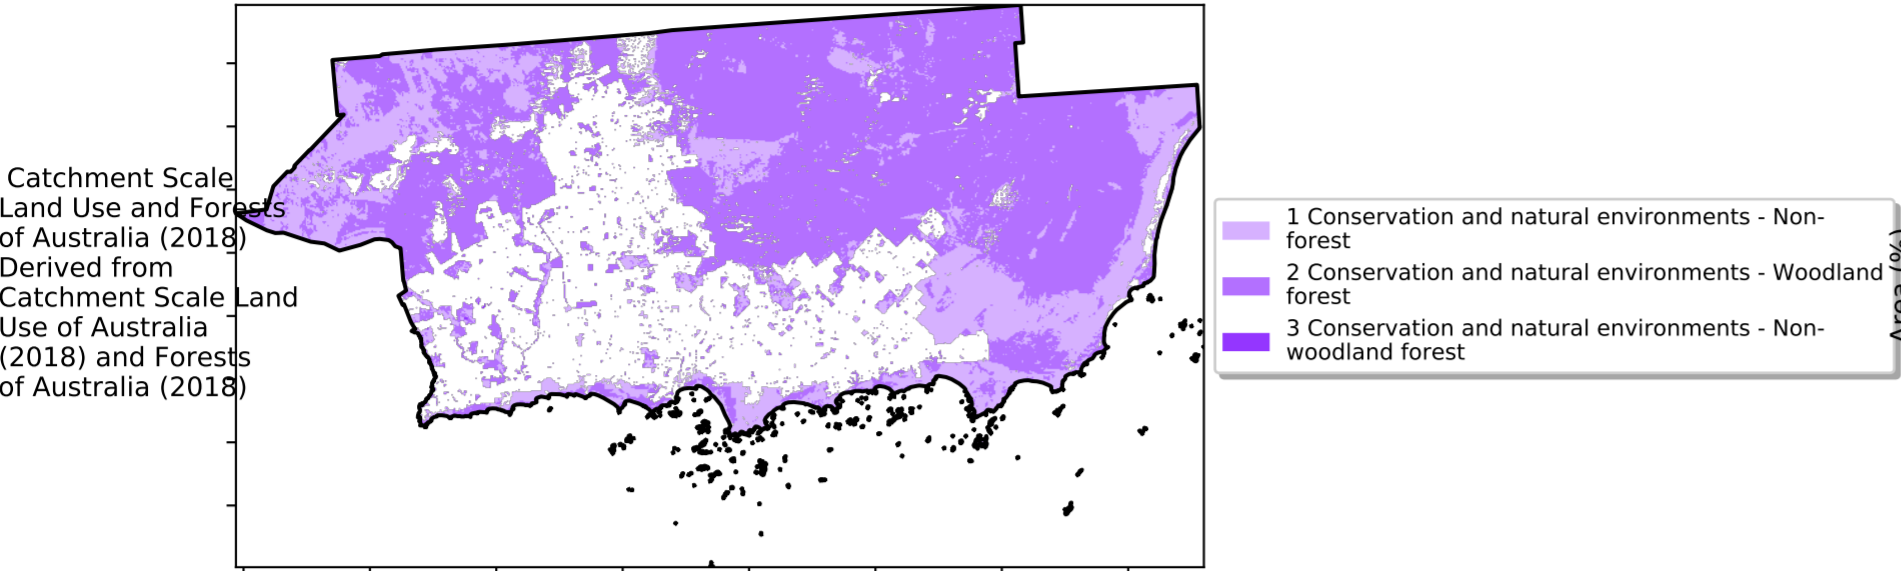 Catchment Scale
Land Use and Forests
of Australia (2018)
Derived from
Catchment Scale Land
Use of Australia
(2018) and Forests
of Australia (2018)
1 Conservation and natural environments - Non-
forest
2 Conservation and natural environments - Woodland
forest
3 Conservation and natural environments - Non-
woodland forest